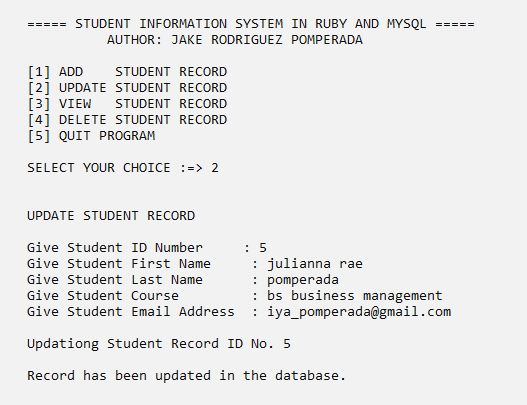 ===== STUDENT INFORMATION SYSTEM IN RUBY AND MYSQL =====
AUTHOR: JAKE RODRIGUEZ POMPERADA
[1] ADD    STUDENT RECORD
[2] UPDATE STUDENT RECORD
[3] VIEW   STUDENT RECORD
[4] DELETE STUDENT RECORD
[5] QUIT PROGRAM
SELECT YOUR CHOICE :=> 2
UPDATE STUDENT RECORD
Give Student ID Number     : 5
Give Student First Name     : julianna rae
Give Student Last Name      : pomperada
Give Student Course         : bs business management
Give Student Email Address  : iya_pomperada@gmail.com
Updationg Student Record ID No. 5
Record has been updated in the database.